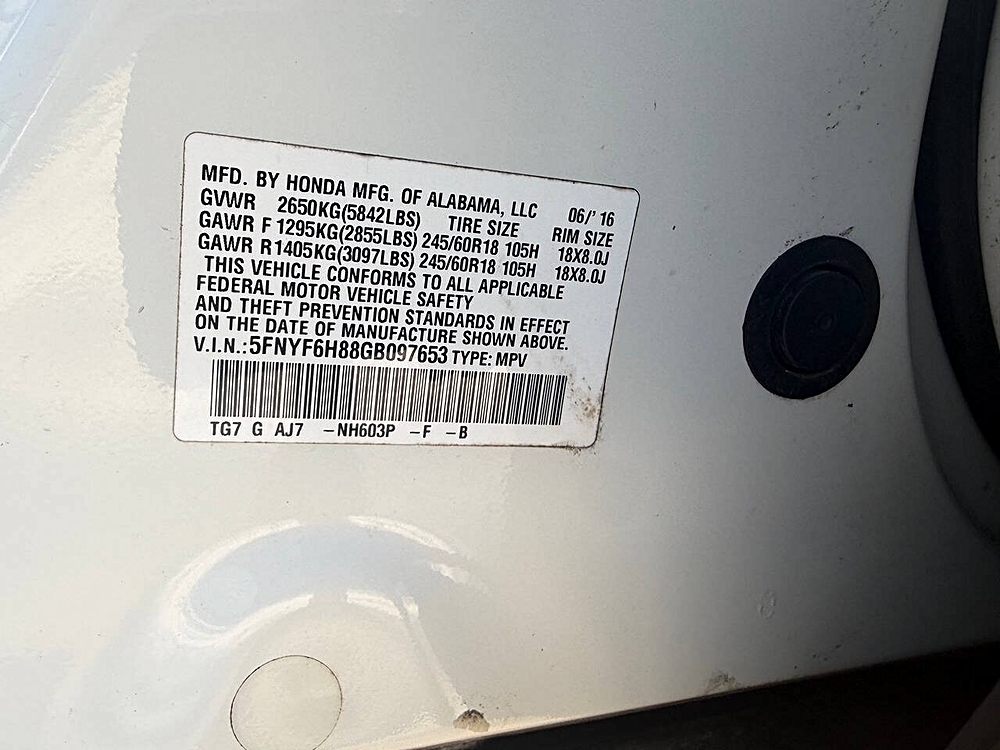 MFD. BY HONDA MFG. OF ALABAMA, LLC 06/' 16
GVWR 2650KG(5842LBS) TIRE SIZE RIM SIZE
GAWR F 1295KG(2855LBS) 245/60R18 105H 18X8.0J
GAWR R 1405KG(3097LBS) 245/60R18 105H 18X8.0J
THIS VEHICLE CONFORMS TO ALL APPLICABLE
FEDERAL MOTOR VEHICLE SAFETY
AND THEFT PREVENTION STANDARDS IN EFFECT
ON THE DATE OF MANUFACTURE SHOWN ABOVE.
V.I.N.:5FNYF6H88GB097653 TYPE: MPV
TG7 G AJ7 -NH603P -F -B